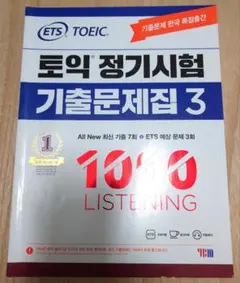 기출문제 한국 독점출간
ETS TOEIC
토익 정기시험
기출문제집 3
All New 최신 기출 7회 + ETS 예상 문제 3회
1
1000
LISTENING
ETS
YBM